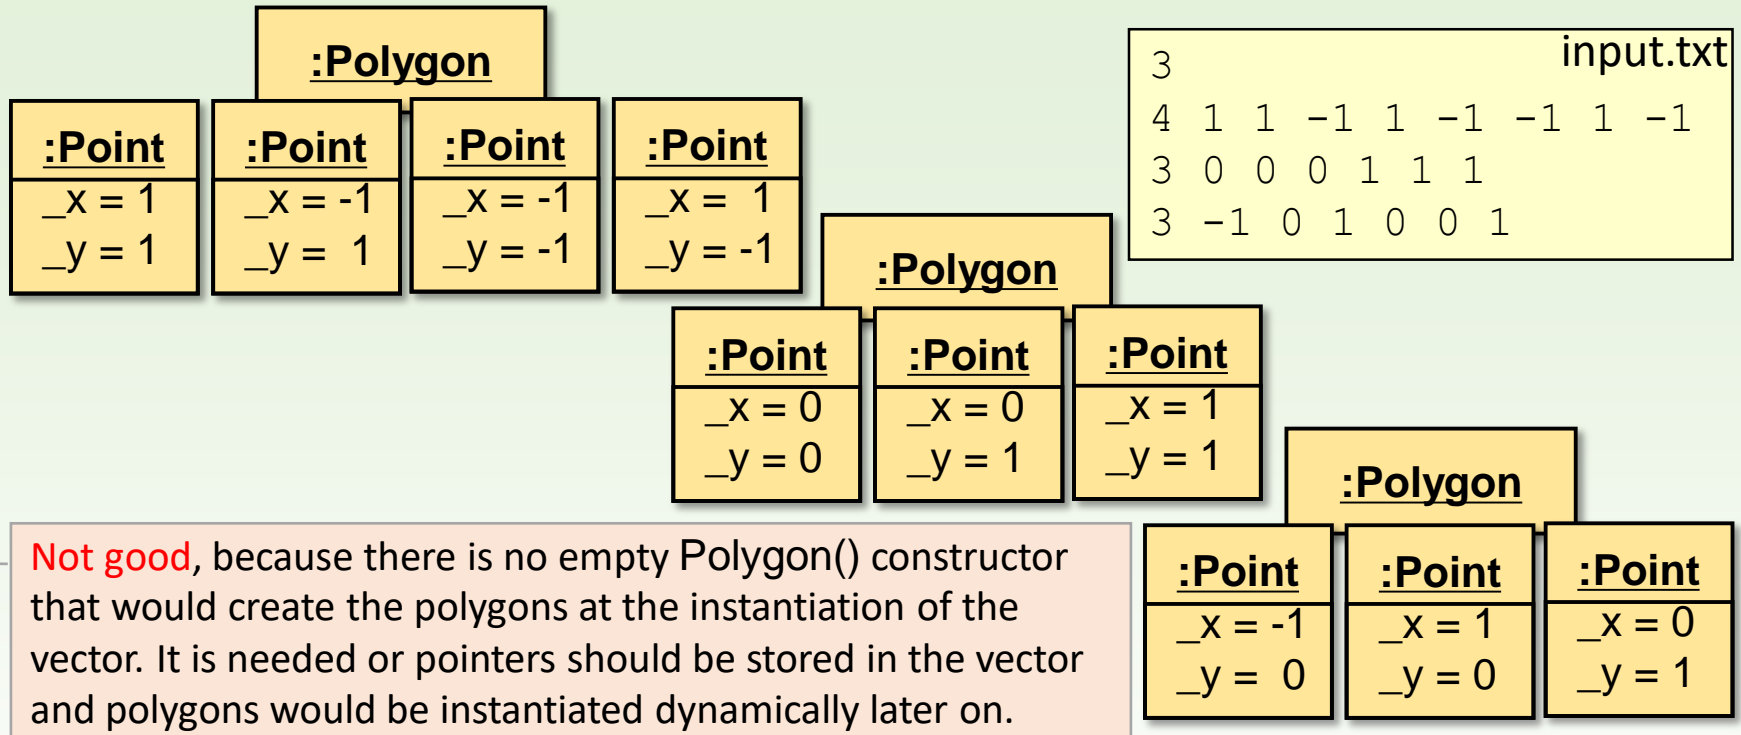 :Polygon
:Point
_x = 1
_y = 1
:Point
_x = -1
_y = 1
:Point
_x = -1
_y = -1
:Point
_x = 1
_y = -1
input.txt
3
4 1 1 -1 1 -1 -1 1 -1
3 0 0 0 1 1 1
3 -1 0 1 0 0 1
:Polygon
:Point
_x = 0
_y = 0
:Point
_x = 0
_y = 1
:Point
_x = 1
_y = 1
:Polygon
:Point
_x = -1
_y = 0
:Point
_x = 1
_y = 0
:Point
_x = 0
_y = 1
Not good, because there is no empty Polygon() constructor
that would create the polygons at the instantiation of the
vector. It is needed or pointers should be stored in the vector
and polygons would be instantiated dynamically later on.